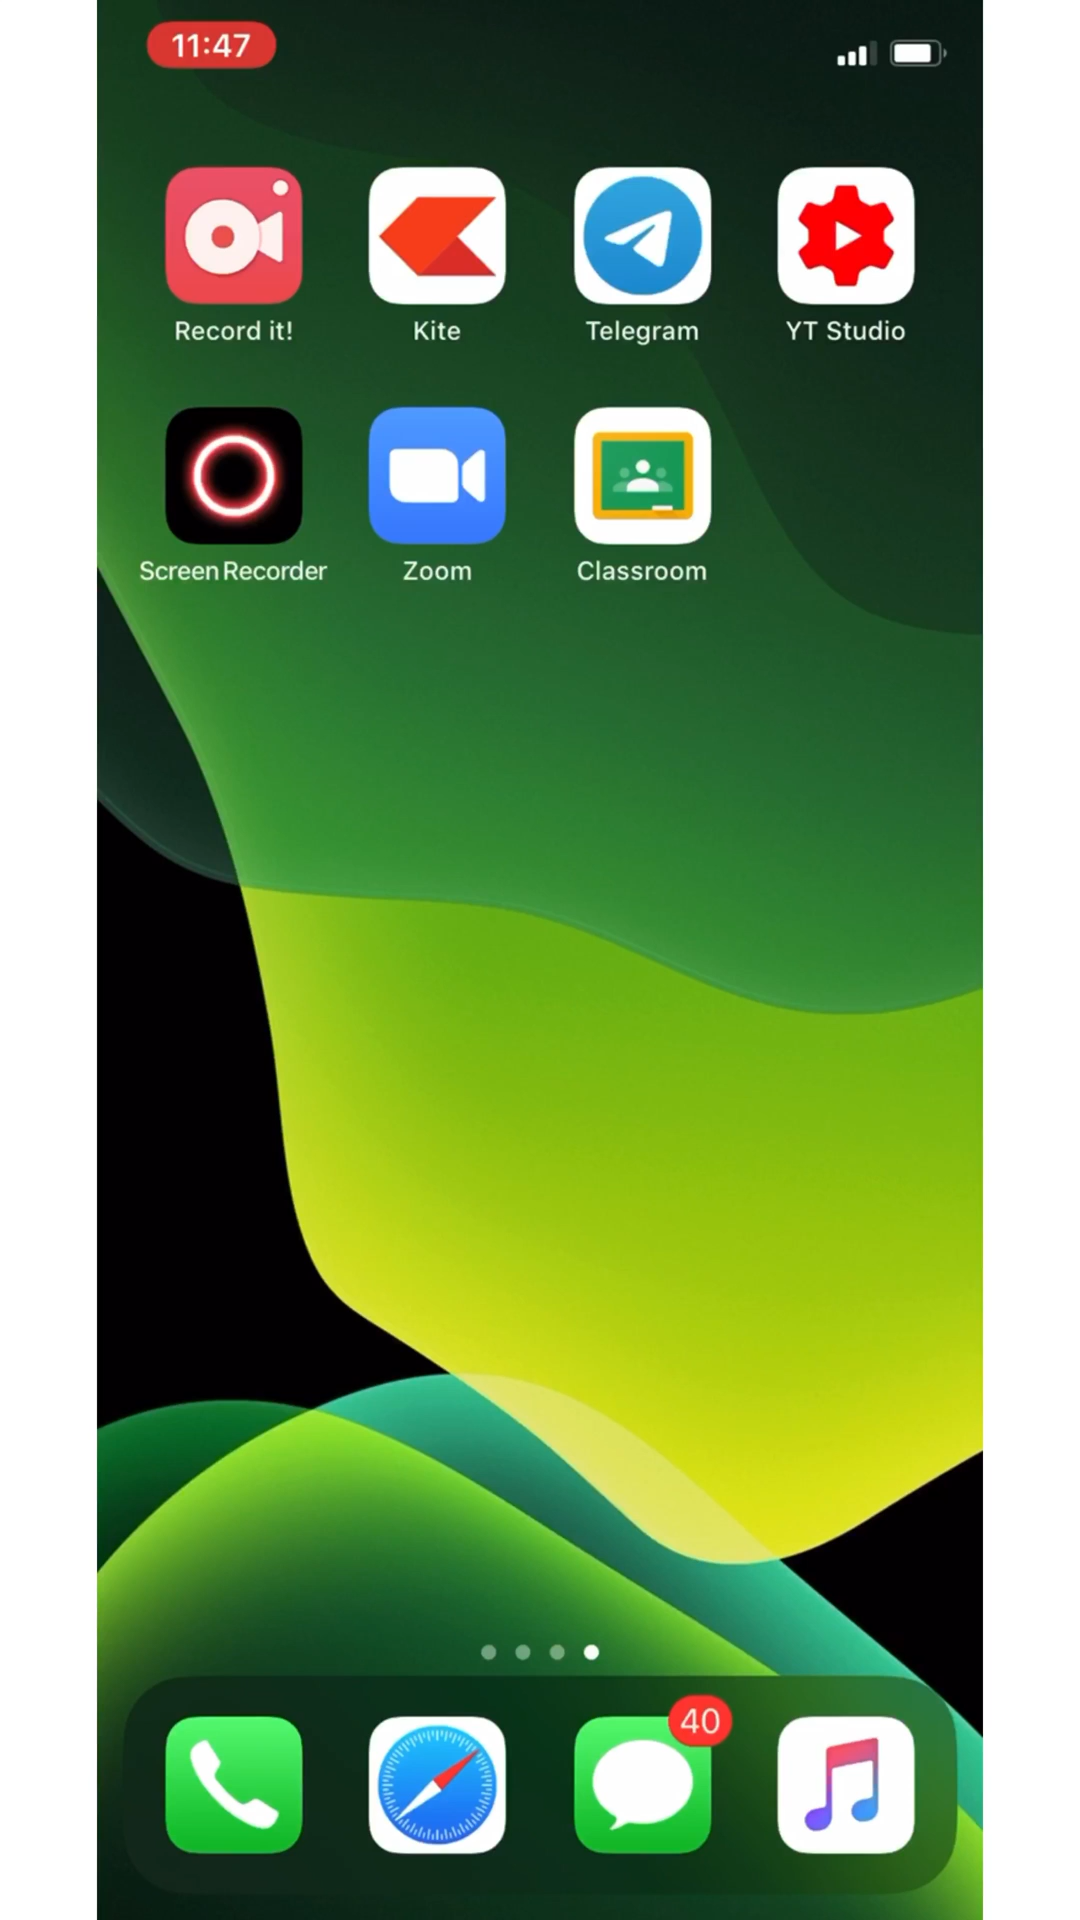 11:47
Record it!
Kite
Telegram
YT Studio
Screen Recorder
Zoom
Classroom
40